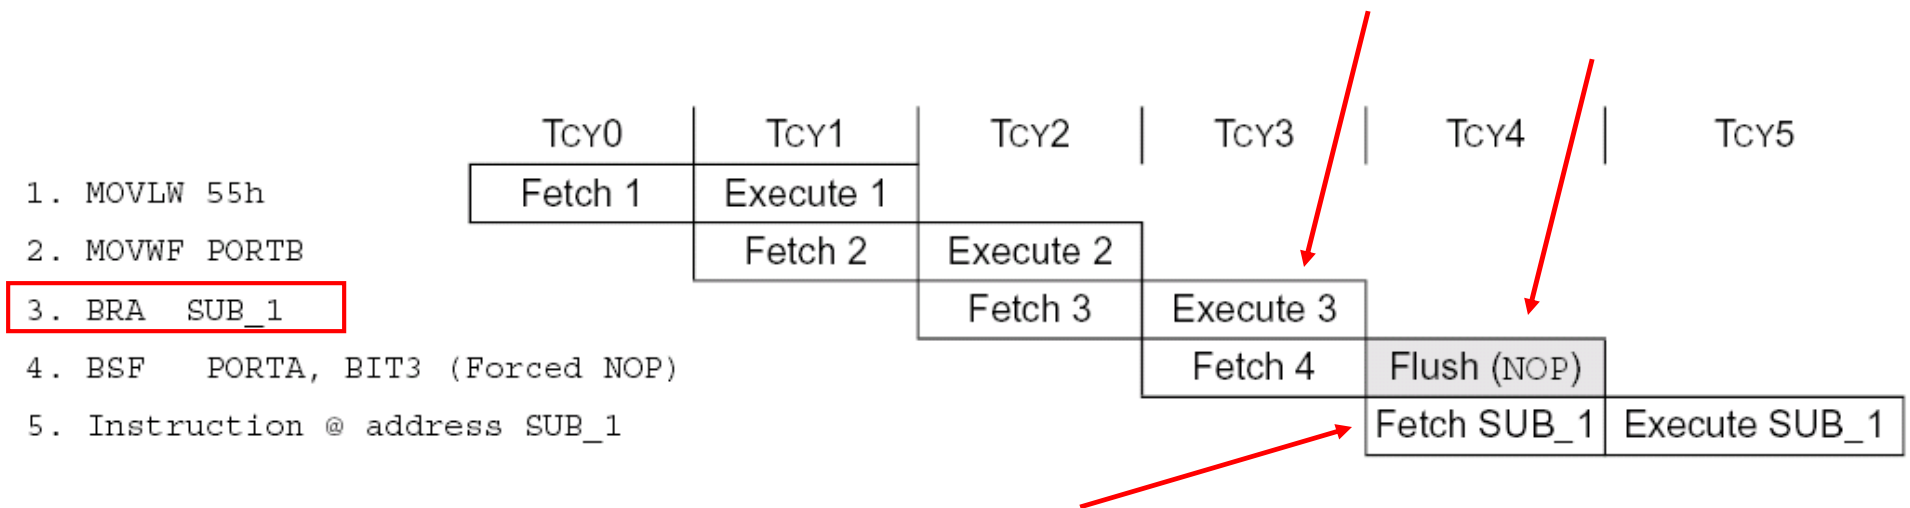 TCY0 TCY1 TCY2 TCY3 TCY4 TCY5
1. MOVLW 55h Fetch 1 Execute 1
2. MOVWF PORTB Fetch 2 Execute 2
3. BRA SUB_1 Fetch 3 Execute 3
4. BSF PORTA, BIT3 (Forced NOP) Fetch 4 Flush (NOP)
5. Instruction @ address SUB_1 Fetch SUB_1 Execute SUB_1